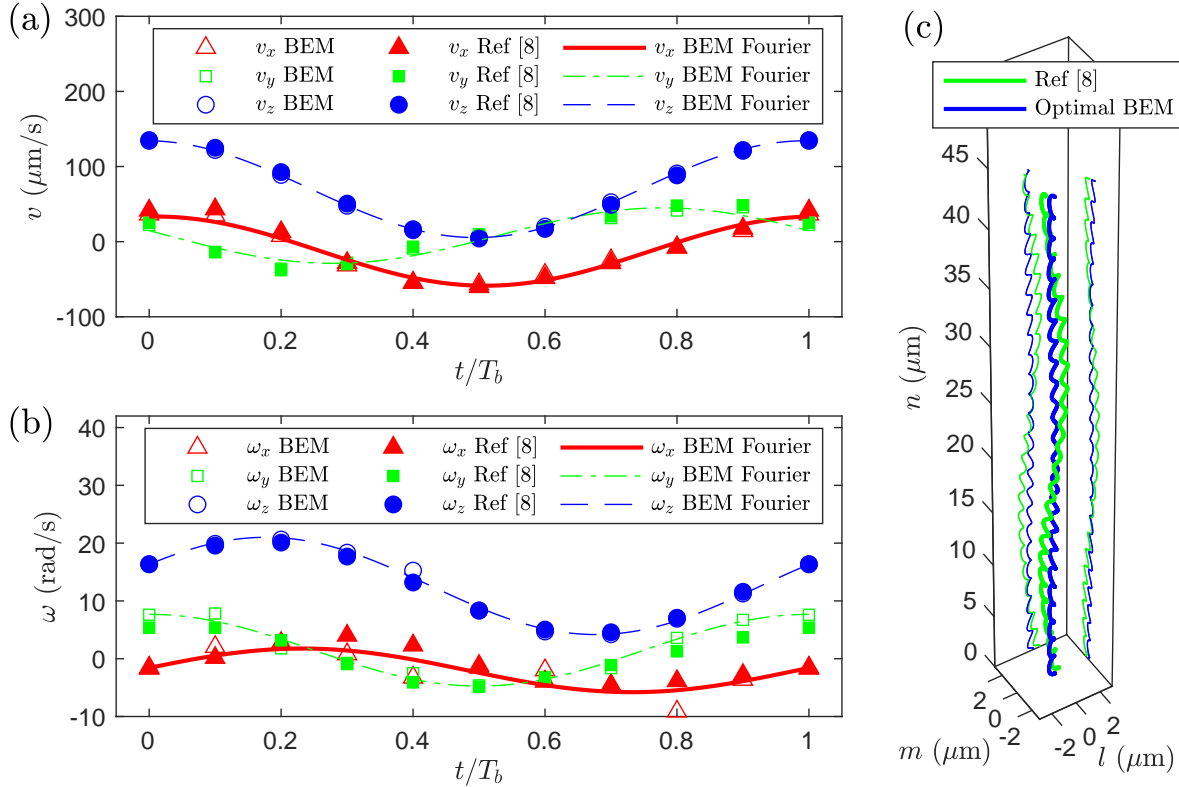 (a)
v (μm/s)
300
200
100
0
-100
v_x BEM v_x Ref [8] v_x BEM Fourier
v_y BEM v_y Ref [8] v_y BEM Fourier
v_z BEM v_z Ref [8] v_z BEM Fourier
0 0.2 0.4 0.6 0.8 1
t/T_b
(b)
ω (rad/s)
40
30
20
10
0
-10
ω_x BEM ω_x Ref [8] ω_x BEM Fourier
ω_y BEM ω_y Ref [8] ω_y BEM Fourier
ω_z BEM ω_z Ref [8] ω_z BEM Fourier
0 0.2 0.4 0.6 0.8 1
t/T_b
(c)
Ref [8]
Optimal BEM
n (μm)
45
40
35
30
25
20
15
10
5
0
2
0
-2
m (μm)
-2
0
2
l (μm)